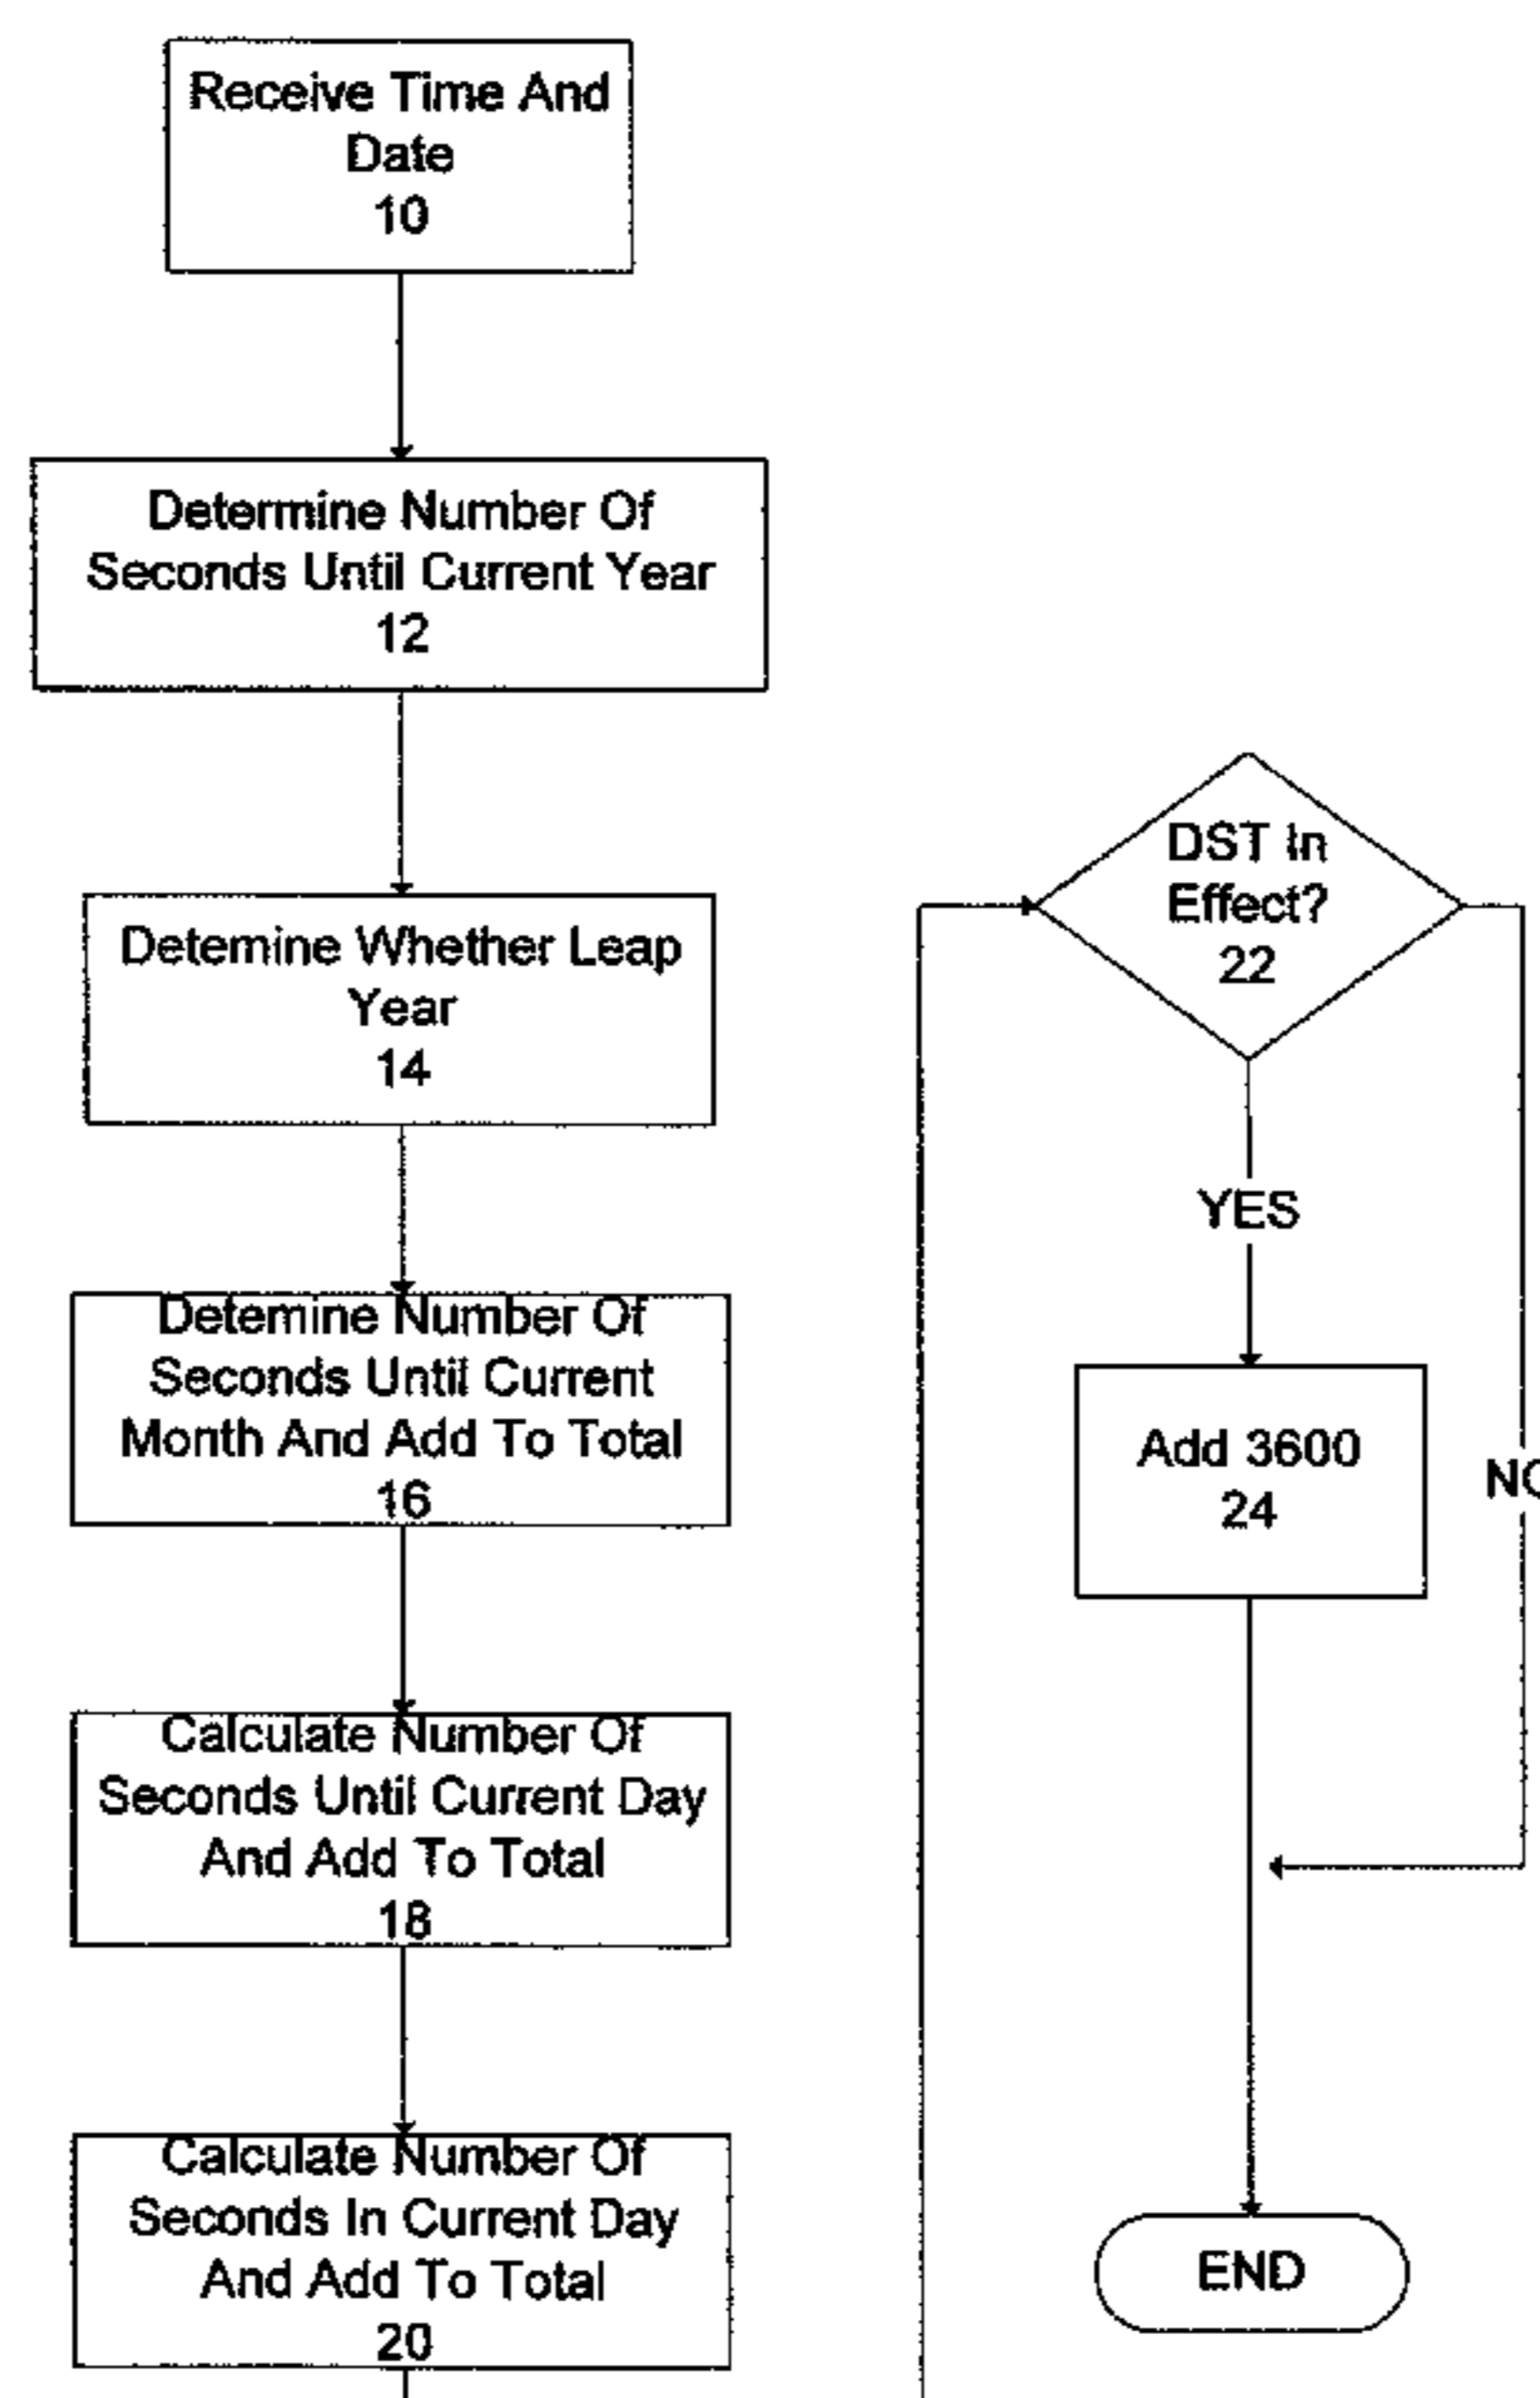 Receive Time And
Date
10
Determine Number Of
Seconds Until Current Year
12
Detemine Whether Leap
Year
14
Detemine Number Of
Seconds Until Current
Month And Add To Total
16
Calculate Number Of
Seconds Until Current Day
And Add To Total
18
Calculate Number Of
Seconds In Current Day
And Add To Total
20
DST In
Effect?
22
YES
Add 3600
24
NO
END